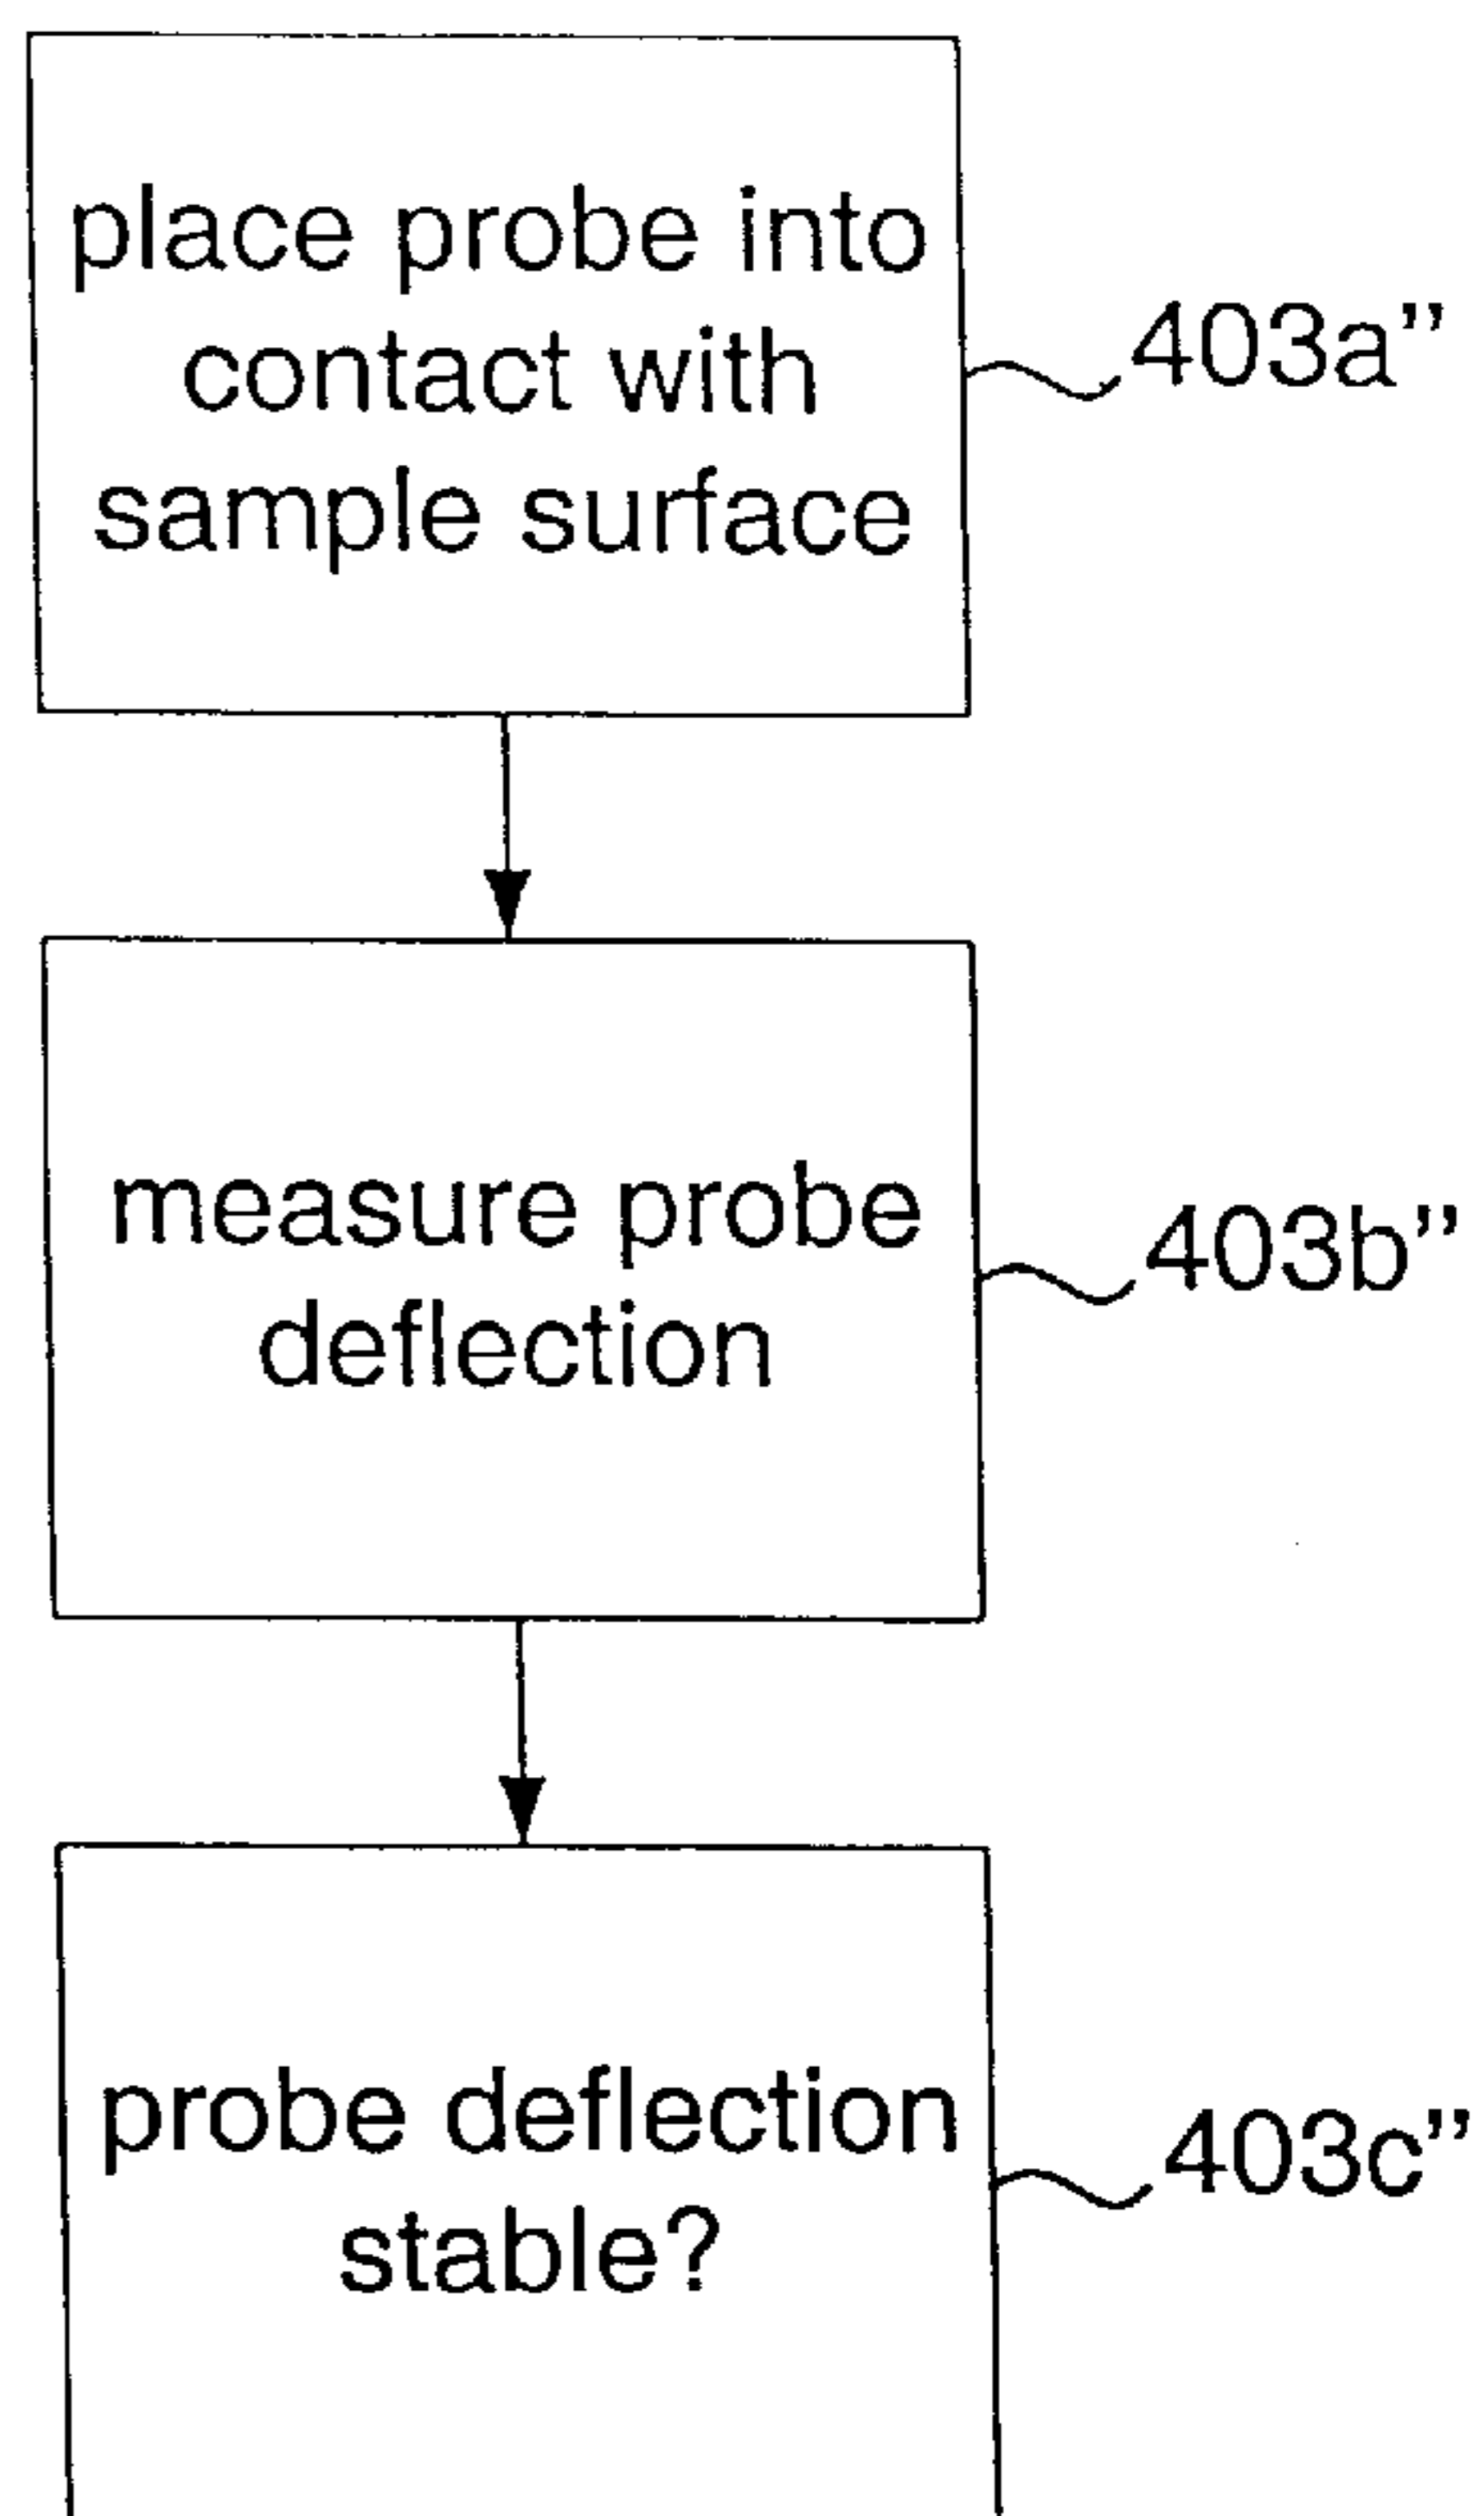 place probe into
contact with
sample surface
403a”
measure probe
deflection
403b”
probe deflection
stable?
403c”